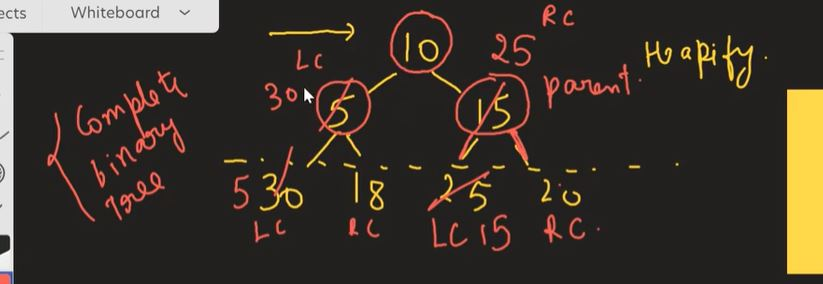 ects Whiteboard
RC
10 25 Heapify.
LC
30 5 15 parent.
Complete
binary
Tree
5 30 18 25 20
LC RC LC 15 RC.